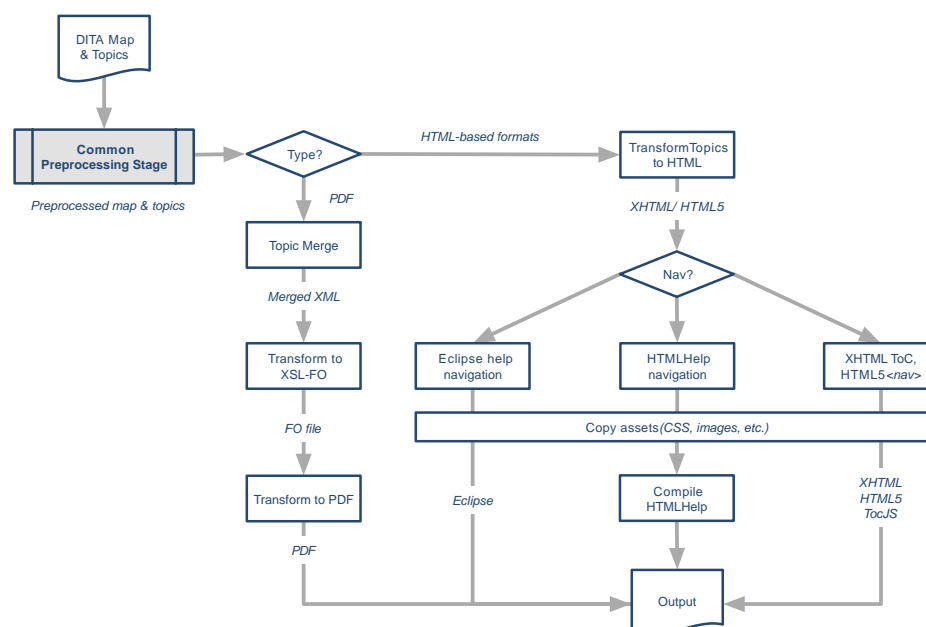 DITA Map
& Topics
Common
Preprocessing Stage
Preprocessed map & topics
Type?
HTML-based formats
TransformTopics
to HTML
PDF
XHTML/ HTML5
Topic Merge
Nav?
Merged XML
Transform to
XSL-FO
Eclipse help
navigation
HTMLHelp
navigation
XHTML ToC,
HTML5<nav>
FO file
Copy assets(CSS, images, etc.)
Transform to PDF
Eclipse
Compile
HTMLHelp
XHTML
HTML5
TocJS
PDF
Output